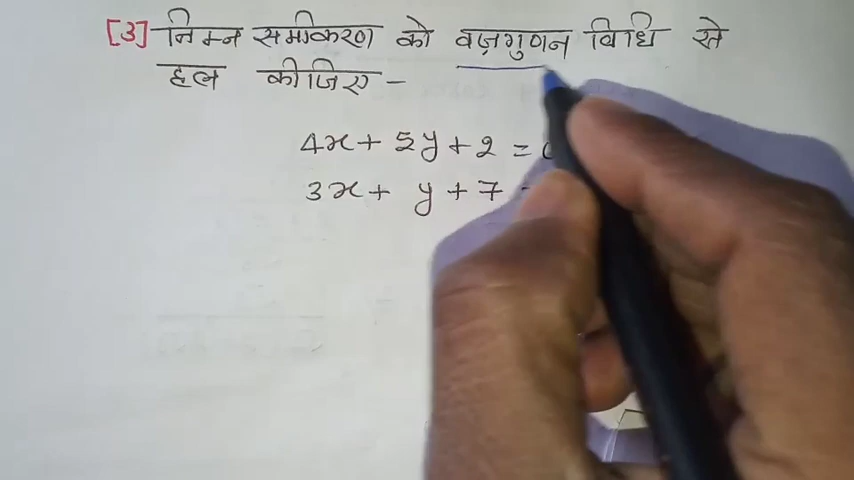 [3] निम्न समीकरण को वज्रगुणन विधि से
हल कीजिए -
4x + 5y + 2 =
3x + y + 7